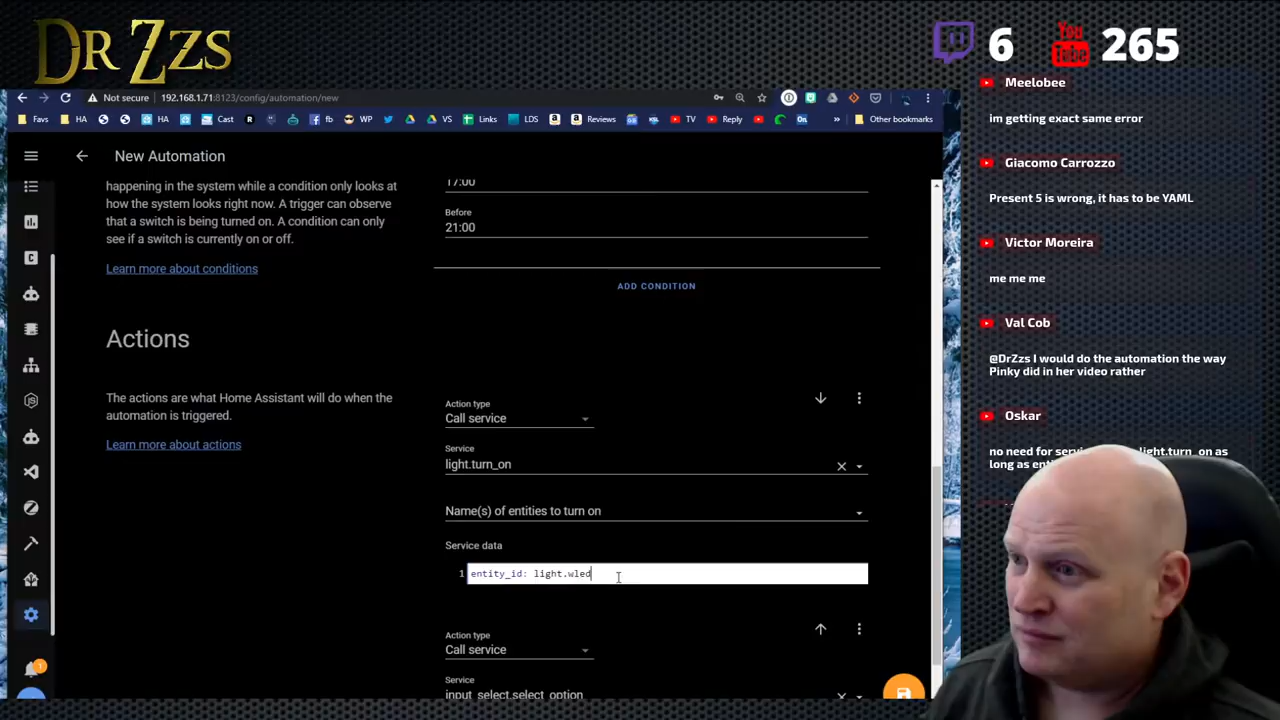 DR ZZS
6
You Tube
265
Not secure
192.168.1.71:8123/config/automation/new
Favs
HA
HA
Cast
fb
WP
VS
Links
LDS
Reviews
TV
Reply
»
Other bookmarks
New Automation
happening in the system while a condition only looks at
how the system looks right now. A trigger can observe
that a switch is being turned on. A condition can only
see if a switch is currently on or off.
Learn more about conditions
17:00
Before
21:00
ADD CONDITION
Actions
The actions are what Home Assistant will do when the
automation is triggered.
Learn more about actions
Action type
Call service
Service
light.turn_on
Name(s) of entities to turn on
Service data
1 entity_id: light.wled
Action type
Call service
Service
input_select.select_option
1
Meelobee
im getting exact same error
Giacomo Carrozzo
Present 5 is wrong, it has to be YAML
Victor Moreira
me me me
Val Cob
@DrZzs I would do the automation the way
Pinky did in her video rather
Oskar
no need for light.turn_on as
long as